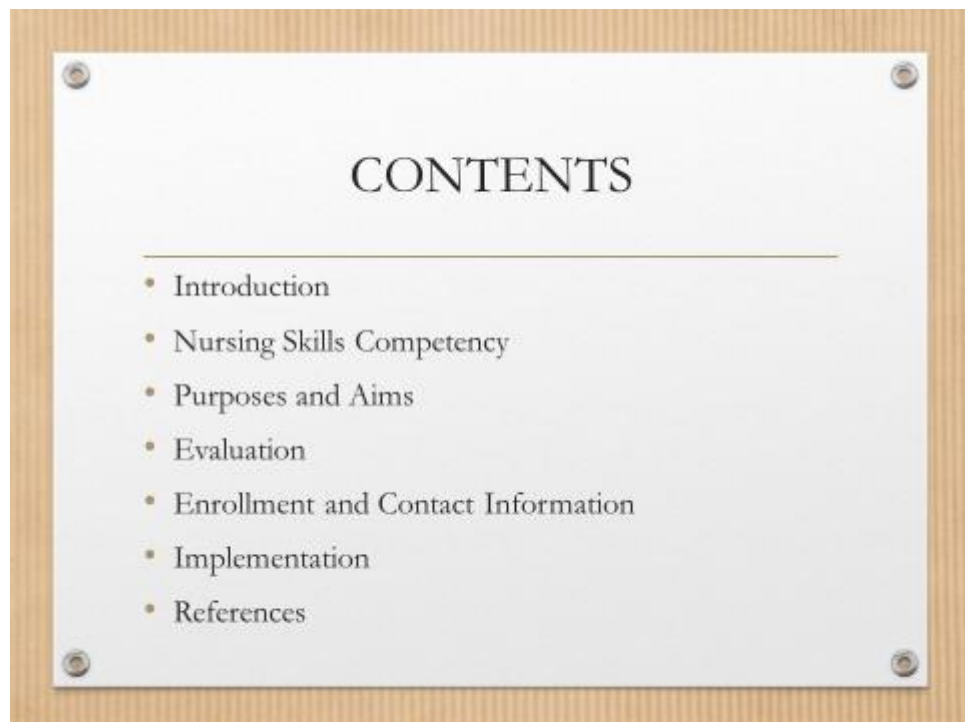 CONTENTS
• Introduction
• Nursing Skills Competency
• Purposes and Aims
• Evaluation
• Enrollment and Contact Information
• Implementation
• References